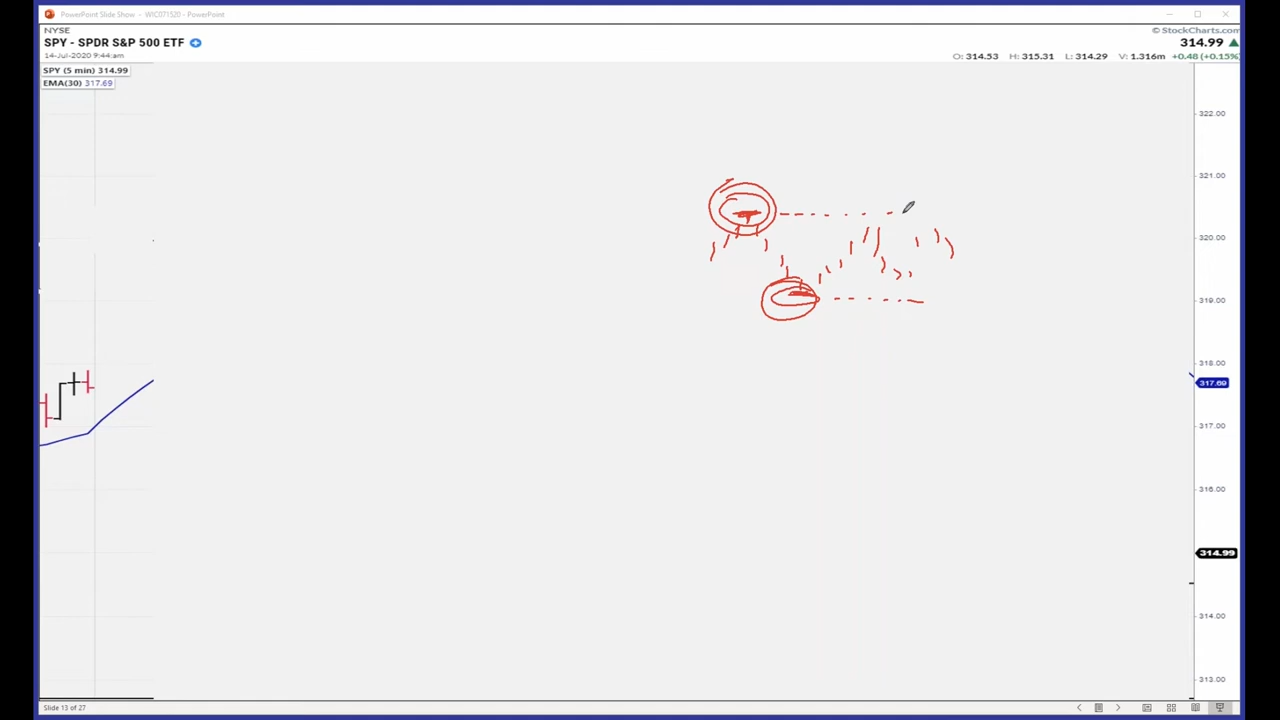 PowerPoint Slide Show - WIC071520 - PowerPoint
NYSE
© StockCharts.com
SPY - SPDR S&P 500 ETF
314.99
14-Jul-2020 9:44:am
O: 314.53 H: 315.31 L: 314.29 V: 1.316m +0.48 (+0.15%)
SPY (5 min) 314.99
EMA(30) 317.69
322.00
321.00
320.00
319.00
318.00
317.69
317.00
316.00
314.99
314.00
313.00
Slide 13 of 27